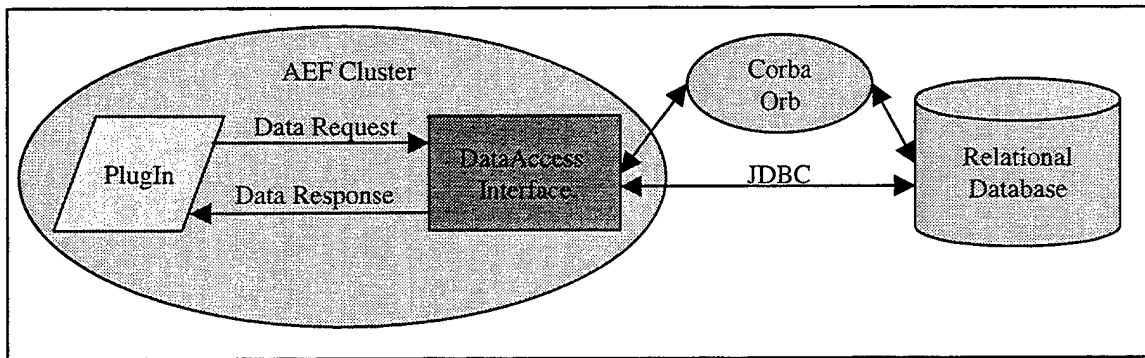 AEF Cluster
PlugIn
Data Request
Data Response
DataAccess
Interface
Corba
Orb
JDBC
Relational
Database